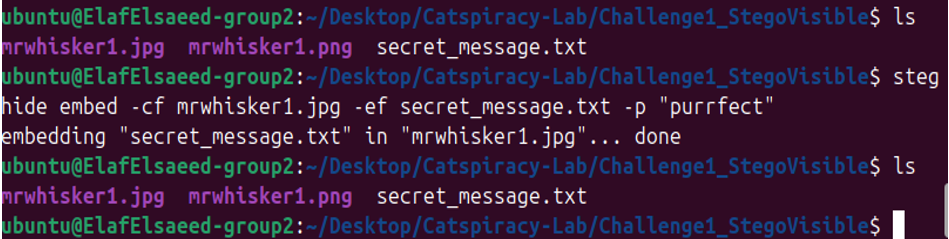 ubuntu@ElafElsaeed-group2:~/Desktop/Catspiracy-Lab/Challenge1_StegoVisible$ ls
mrwhisker1.jpg  mrwhisker1.png  secret_message.txt
ubuntu@ElafElsaeed-group2:~/Desktop/Catspiracy-Lab/Challenge1_StegoVisible$ steg
hide embed -cf mrwhisker1.jpg -ef secret_message.txt -p "purrfect"
embedding "secret_message.txt" in "mrwhisker1.jpg"... done
ubuntu@ElafElsaeed-group2:~/Desktop/Catspiracy-Lab/Challenge1_StegoVisible$ ls
mrwhisker1.jpg  mrwhisker1.png  secret_message.txt
ubuntu@ElafElsaeed-group2:~/Desktop/Catspiracy-Lab/Challenge1_StegoVisible$